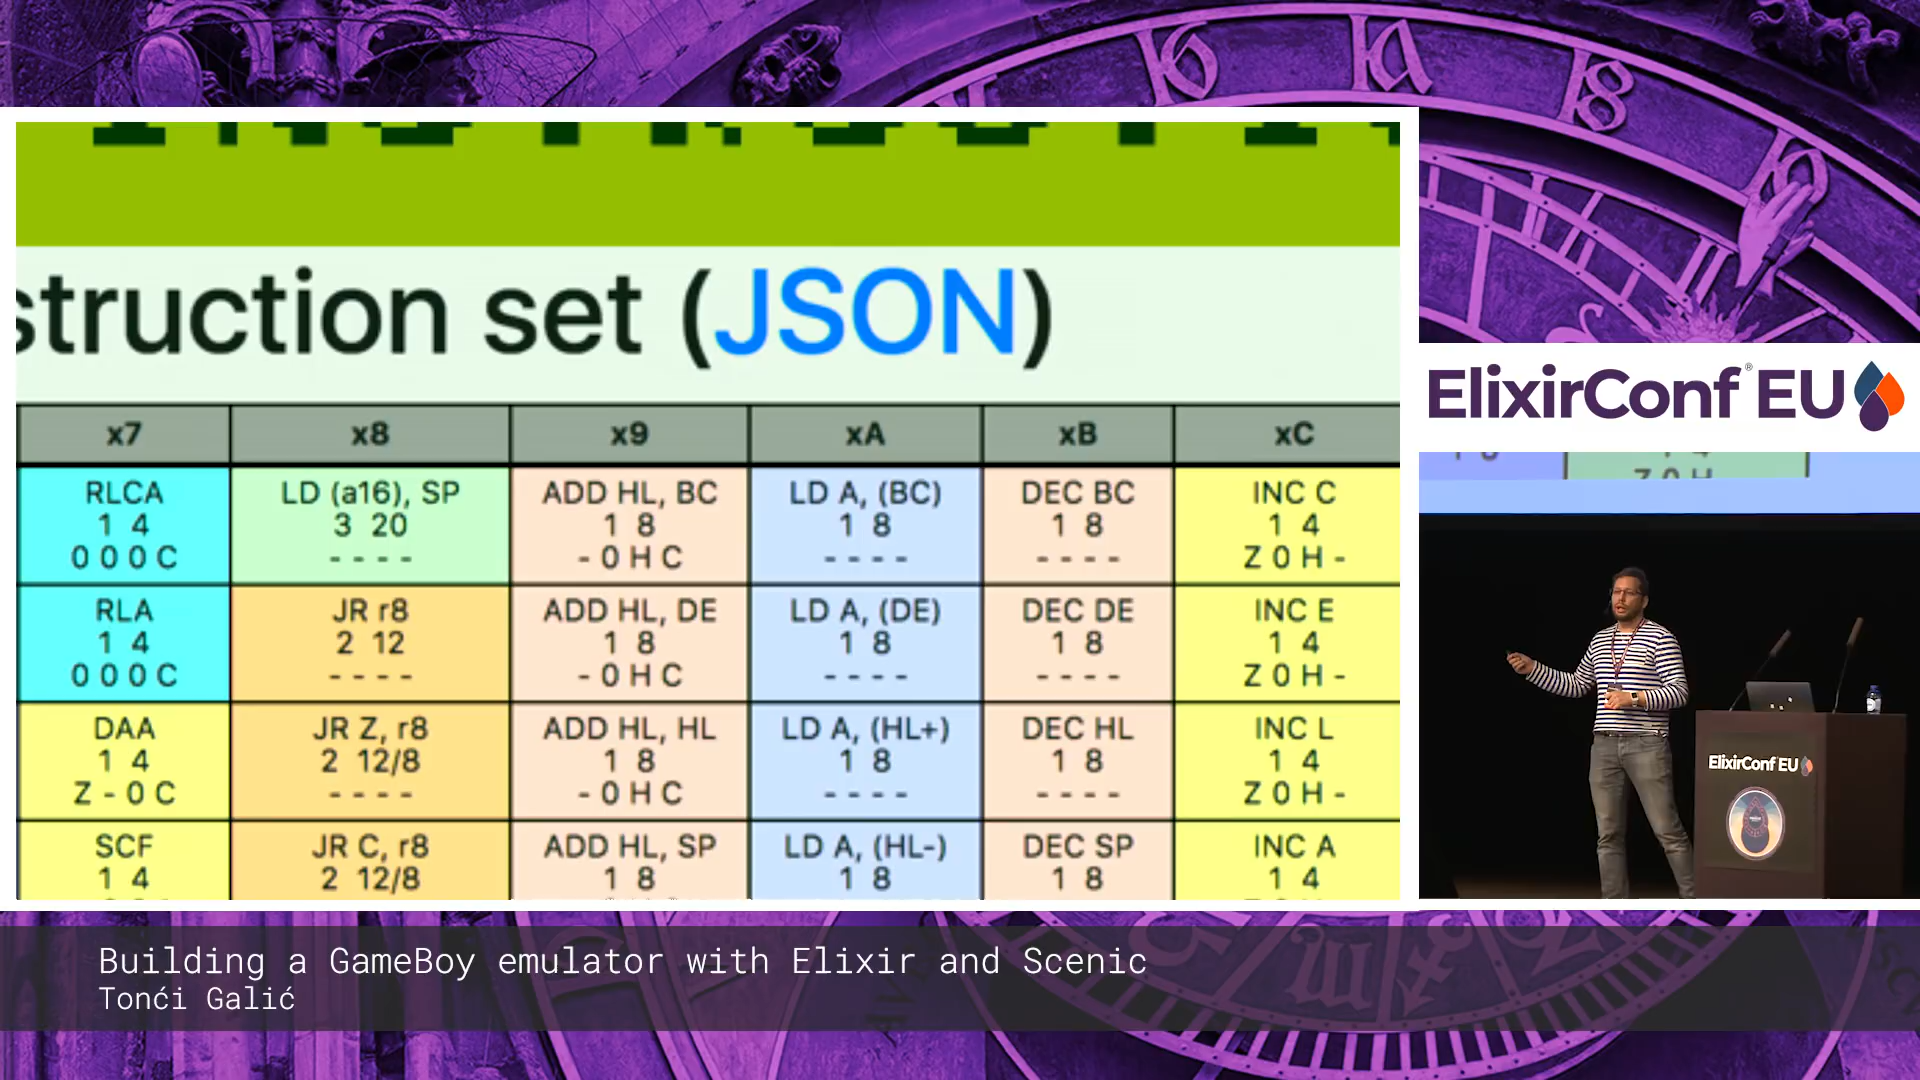 struction set (JSON)
x7 x8 x9 xA xB xC
RLCA LD (a16), SP ADD HL, BC LD A, (BC) DEC BC INC C
1 4 3 20 1 8 1 8 1 8 1 4
0 0 0 C - - - - - 0 H C - - - - - - - - Z 0 H -
RLA JR r8 ADD HL, DE LD A, (DE) DEC DE INC E
1 4 2 12 1 8 1 8 1 8 1 4
0 0 0 C - - - - - 0 H C - - - - - - - - Z 0 H -
DAA JR Z, r8 ADD HL, HL LD A, (HL+) DEC HL INC L
1 4 2 12/8 1 8 1 8 1 8 1 4
Z - 0 C - - - - - 0 H C - - - - - - - - Z 0 H -
SCF JR C, r8 ADD HL, SP LD A, (HL-) DEC SP INC A
1 4 2 12/8 1 8 1 8 1 8 1 4
16 1a 8
ElixirConf® EU
Z 0 H
ElixirConf EU
Building a GameBoy emulator with Elixir and Scenic
Tonći Galić